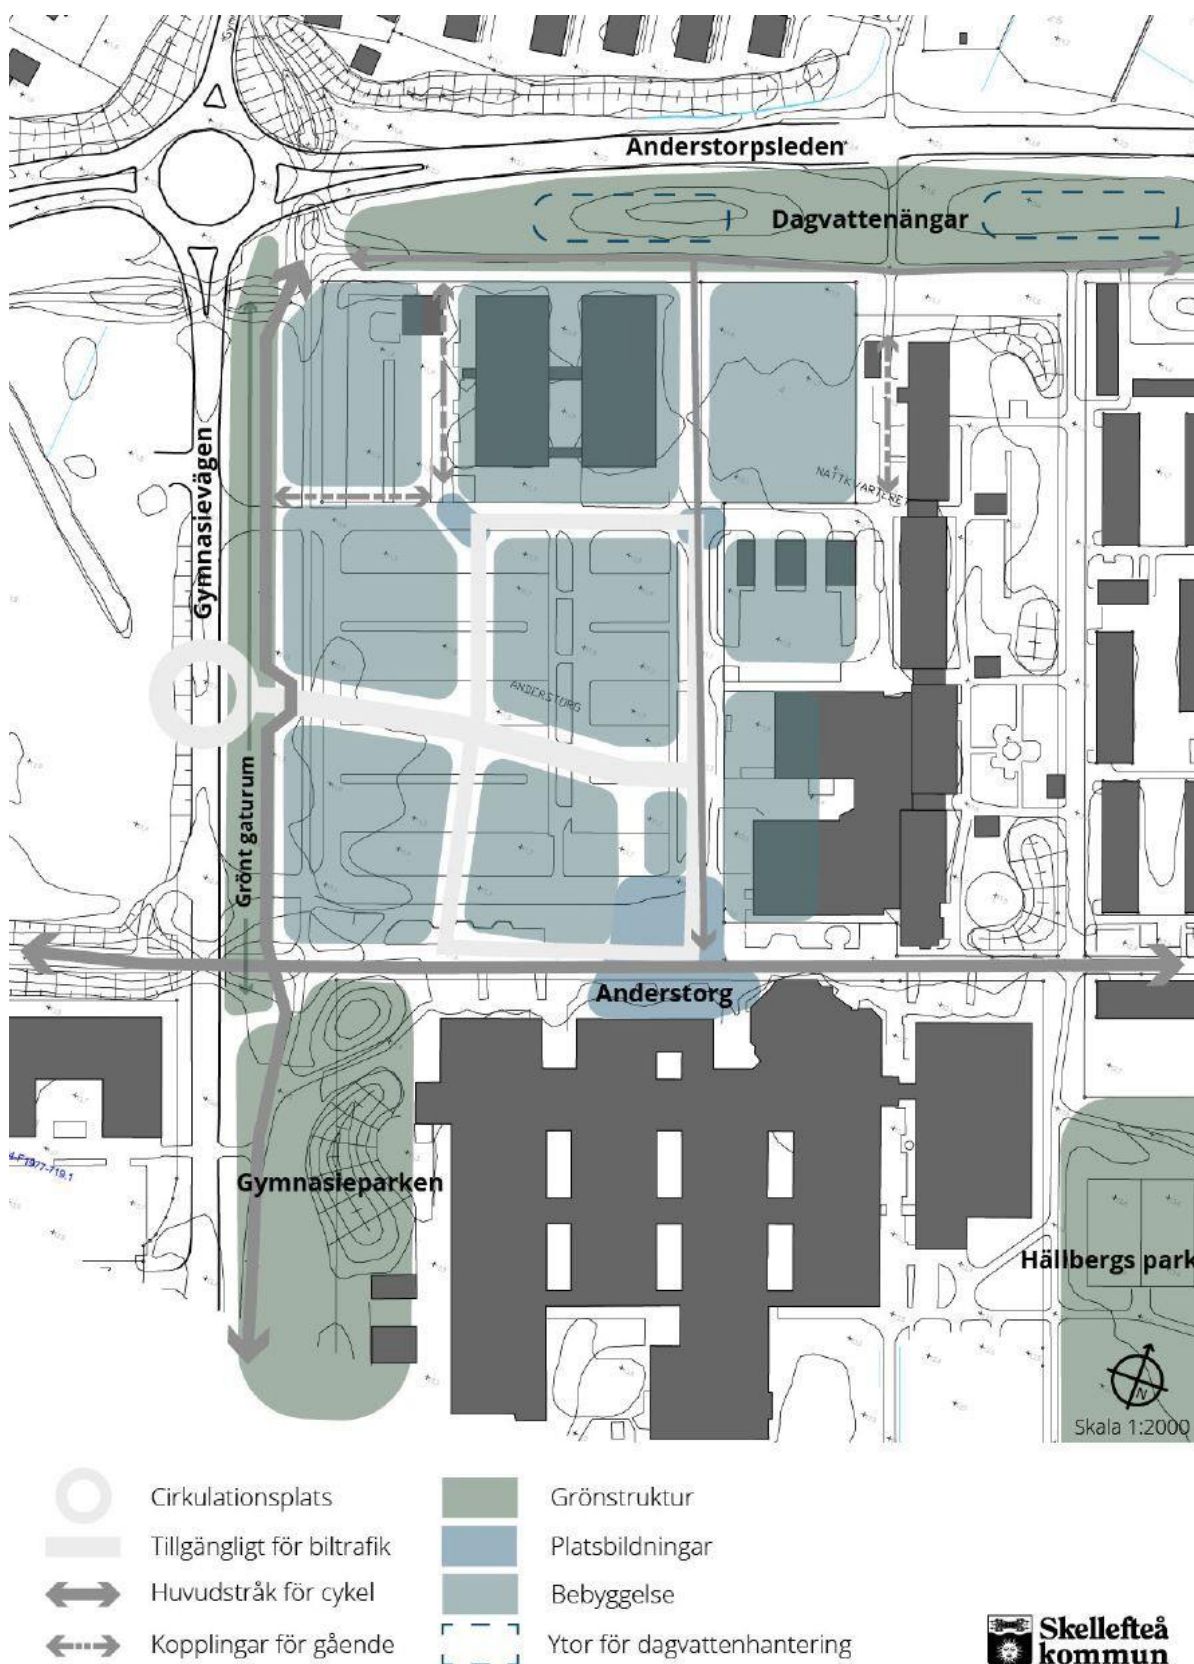 Anderstorpsleden
Dagvattenängar
Gymnasievägen
NATTKVARTERET
ANDERSTORG
Grönt gaturum
Anderstorg
Gymnasieparken
Hällbergs park
N
Skala 1:2000
Cirkulationsplats
Grönstruktur
Tillgängligt för biltrafik
Platsbildningar
Huvudstråk för cykel
Bebyggelse
Kopplingar för gående
Ytor för dagvattenhantering
Skellefteå
kommun